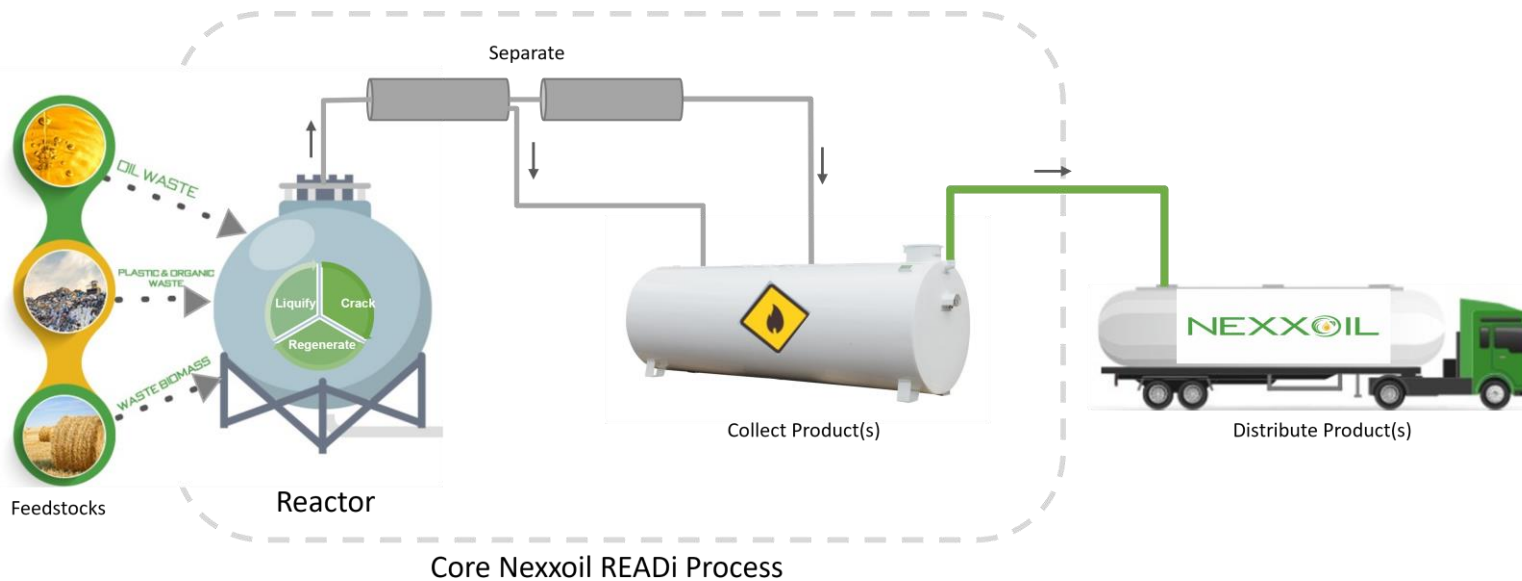 Separate
OIL WASTE
PLASTIC & ORGANIC
WASTE
WASTE BIOMASS
Liquify
Crack
Regenerate
NEXXOIL
Collect Product(s)
Distribute Product(s)
Feedstocks
Reactor
Core Nexxoil READi Process